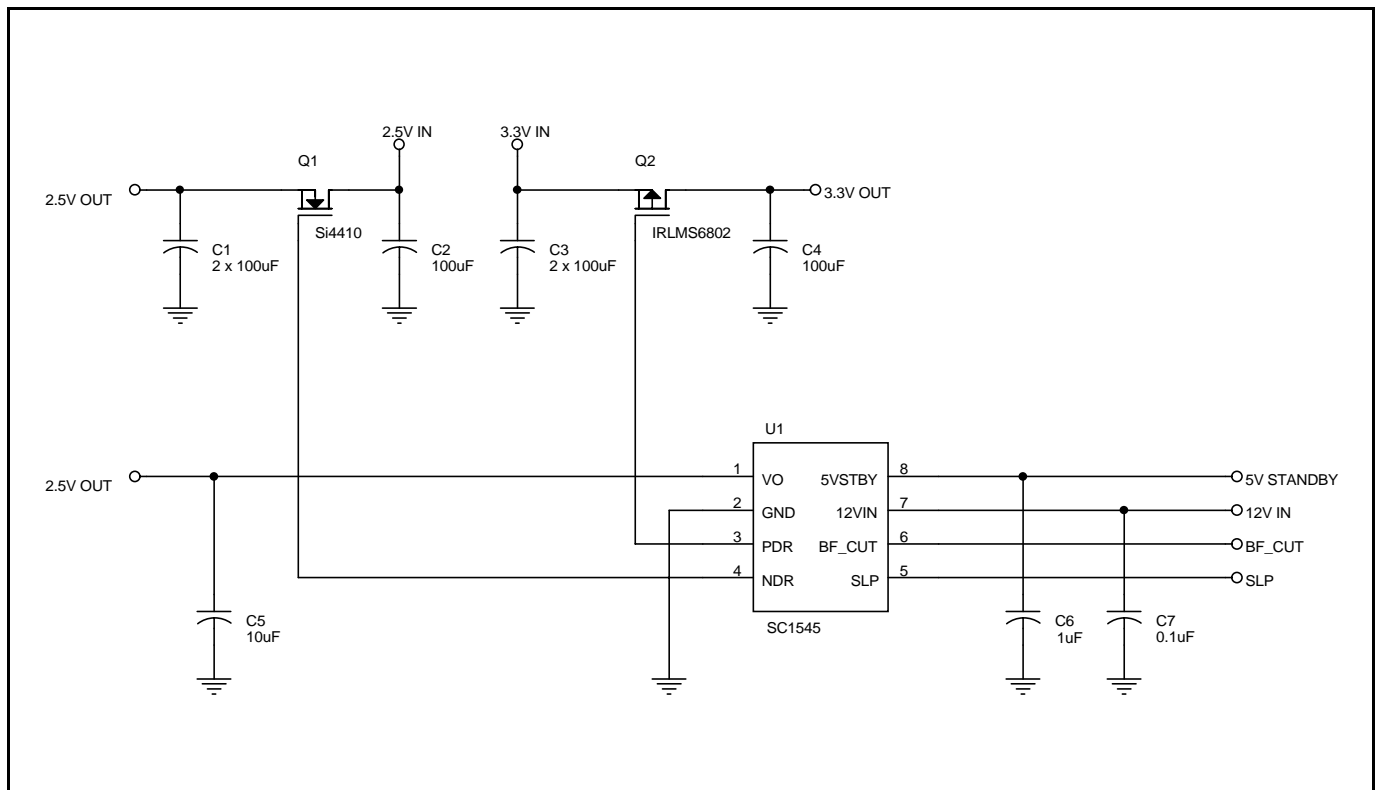 2.5V IN
3.3V IN
Q1
Q2
2.5V OUT
3.3V OUT
Si4410
IRLMS6802
C1
2 x 100uF
C2
100uF
C3
2 x 100uF
C4
100uF
U1
2.5V OUT
1
VO
5VSTBY
8
5V STANDBY
2
GND
12VIN
7
12V IN
3
PDR
BF_CUT
6
BF_CUT
4
NDR
SLP
5
SLP
SC1545
C5
10uF
C6
1uF
C7
0.1uF